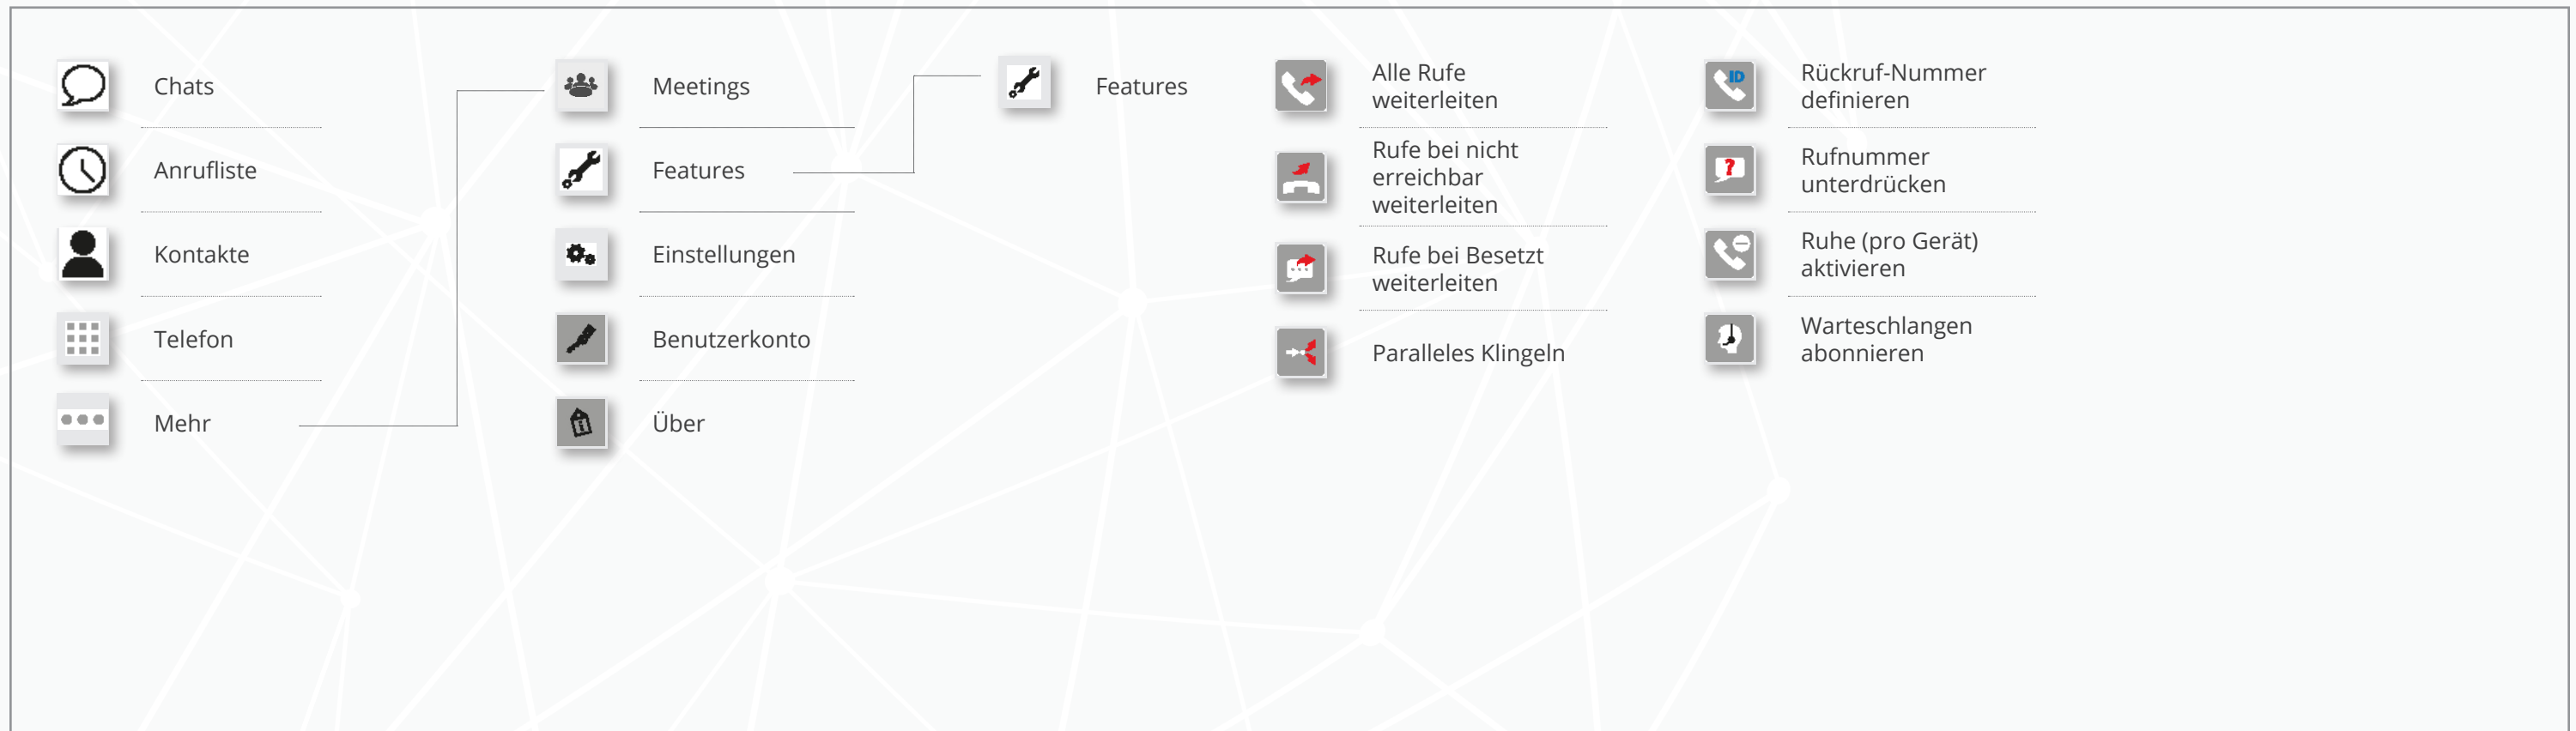 Chats
Anrufliste
Kontakte
Telefon
Mehr
Meetings
Features
Einstellungen
Benutzerkonto
Über
Features
Alle Rufe
weiterleiten
Rufe bei nicht
erreichbar
weiterleiten
Rufe bei Besetzt
weiterleiten
Paralleles Klingeln
ID
Rückruf-Nummer
definieren
?
Rufnummer
unterdrücken
Ruhe (pro Gerät)
aktivieren
Warteschlangen
abonnieren